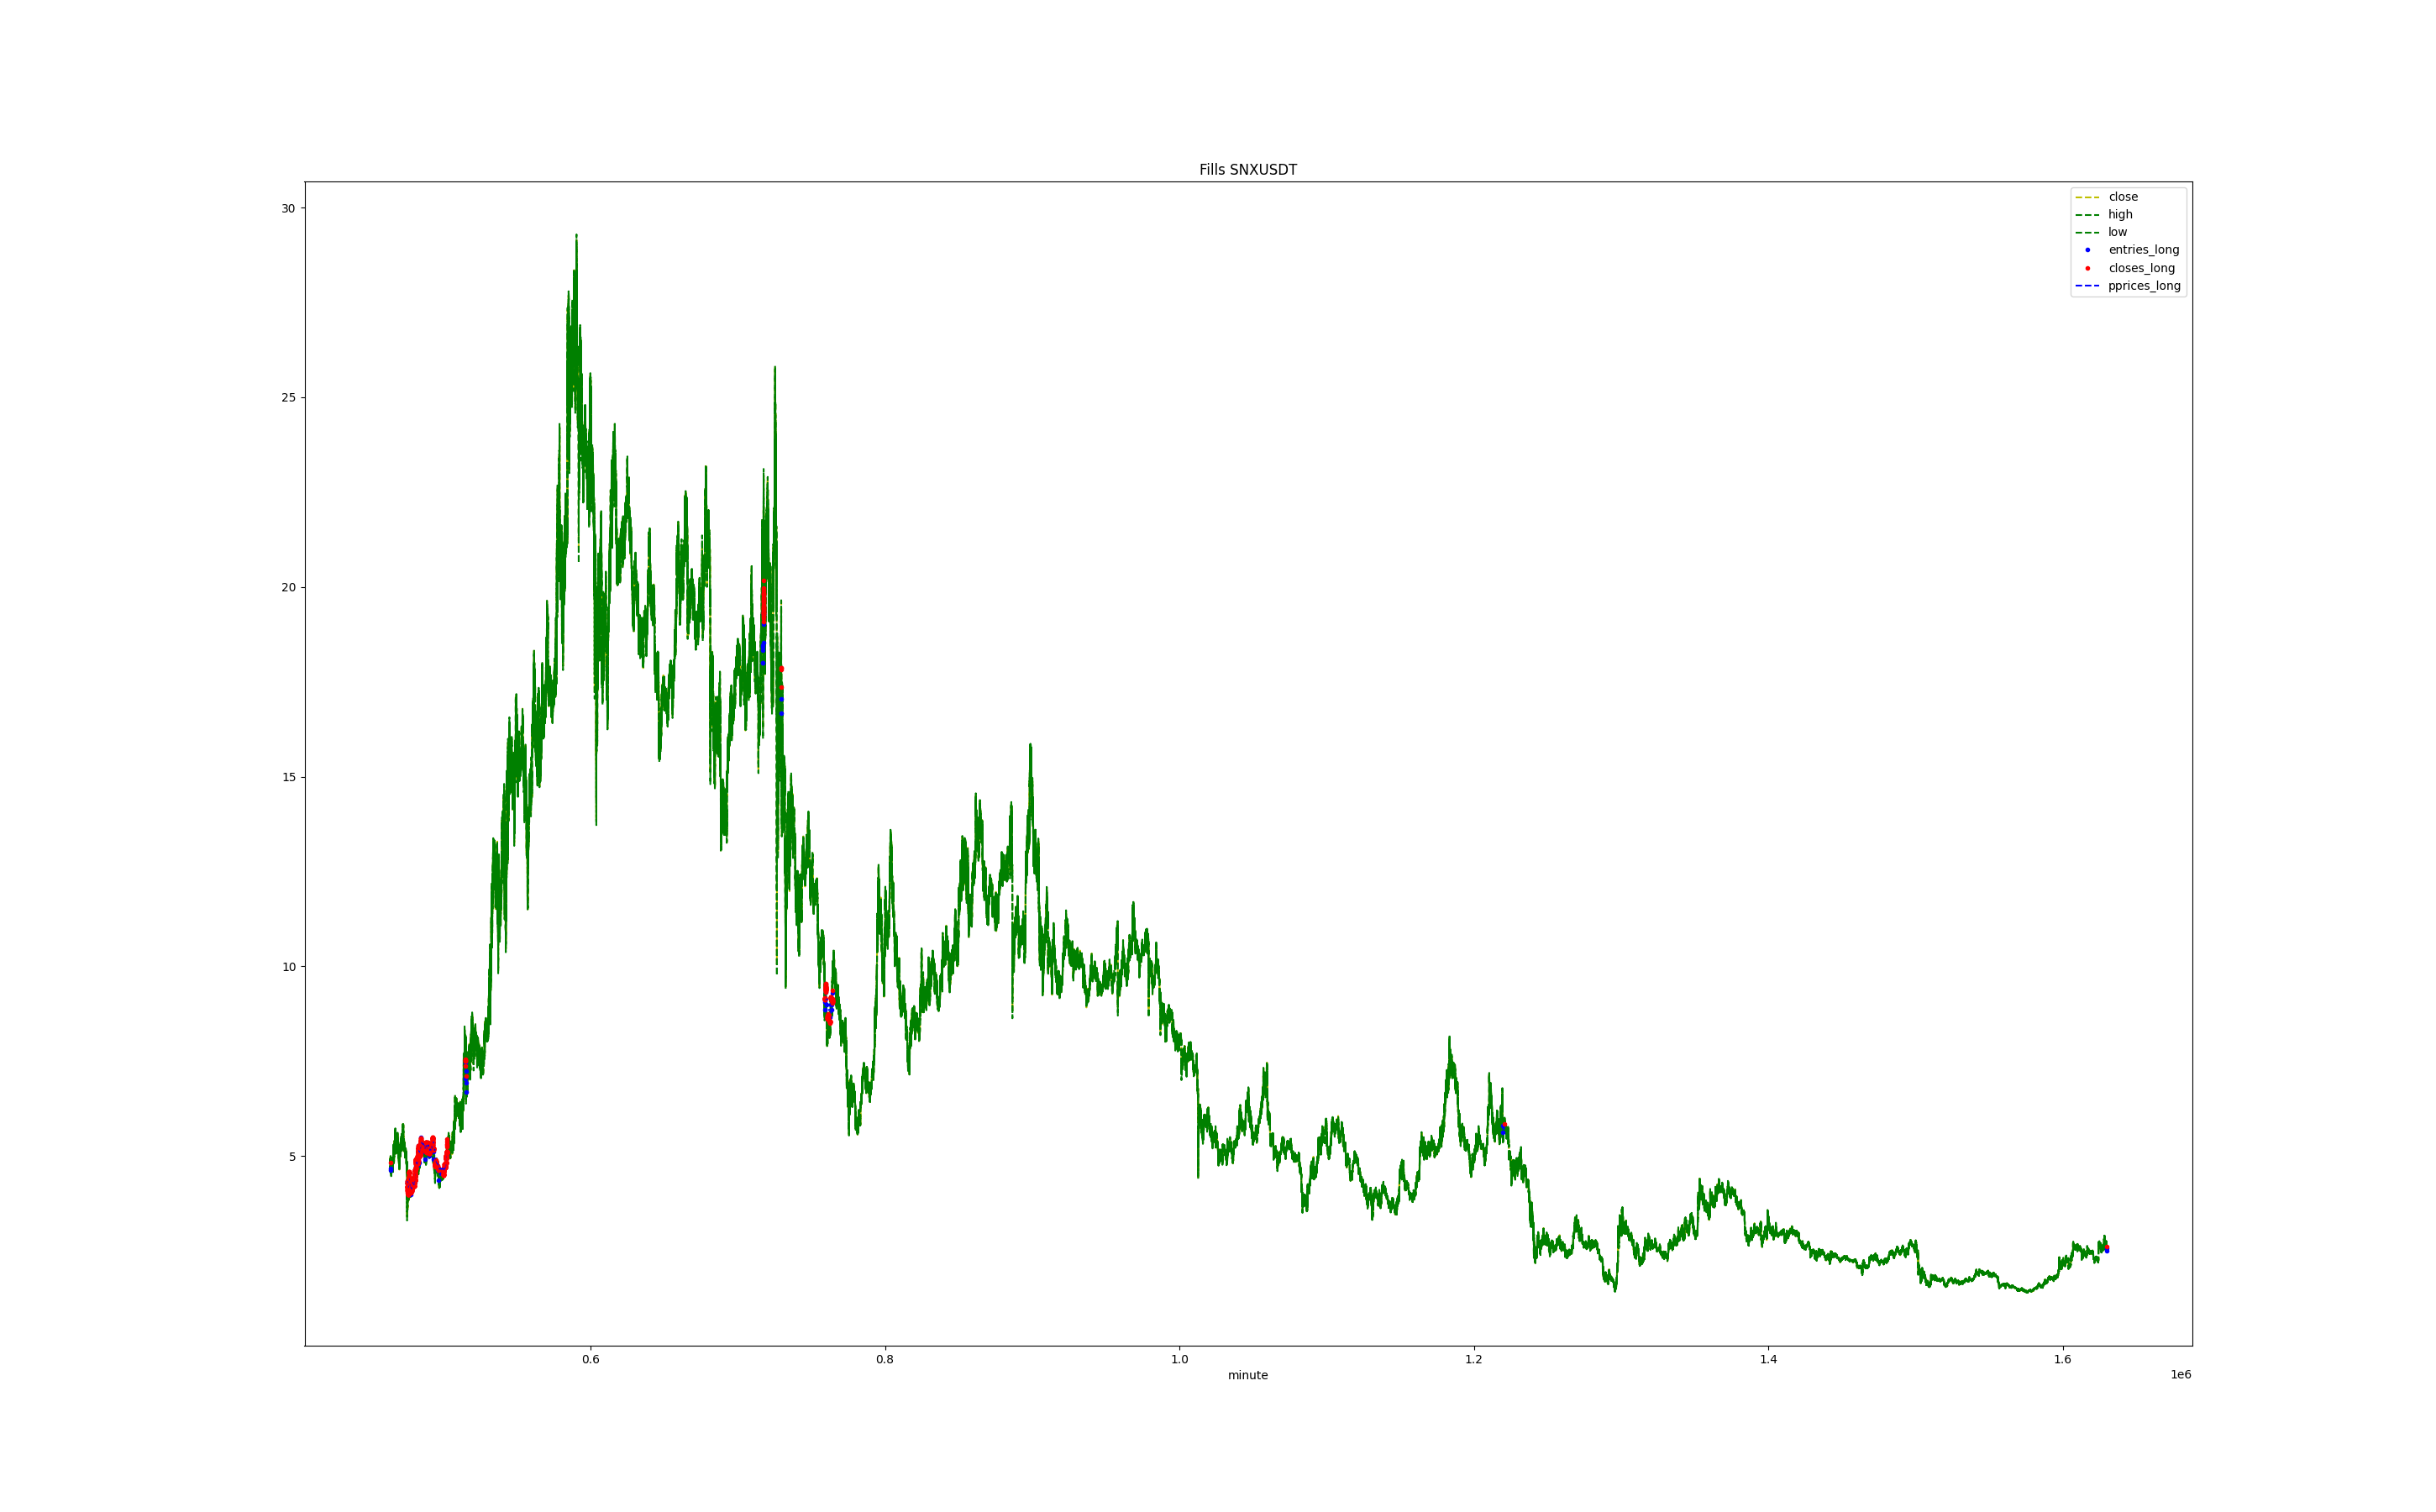 Fills SNXUSDT
close
high
low
entries_long
closes_long
pprices_long
30
25
20
15
10
5
0.6 0.8 1.0 1.2 1.4 1.6
minute
1e6